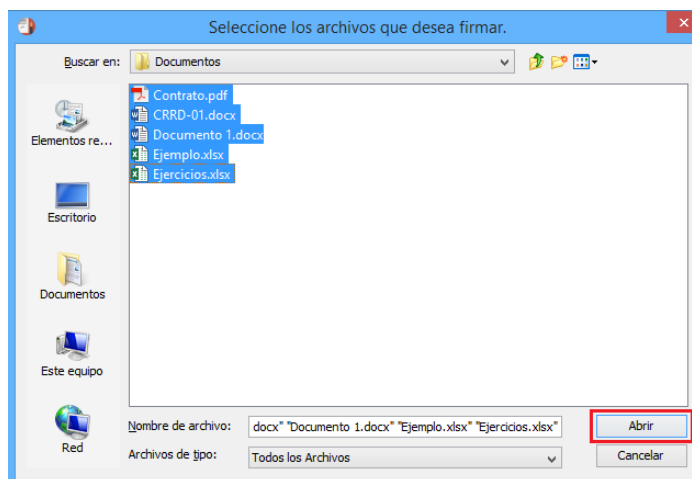 Seleccione los archivos que desea firmar.
Buscar en:
Documentos
Contrato.pdf
CRRD-01.docx
Documento 1.docx
Ejemplo.xlsx
Ejercicios.xlsx
Elementos re...
Escritorio
Documentos
Este equipo
Red
Nombre de archivo: docx" "Documento 1.docx" "Ejemplo.xlsx" "Ejercicios.xlsx" Abrir
Archivos de tipo: Todos los Archivos Cancelar